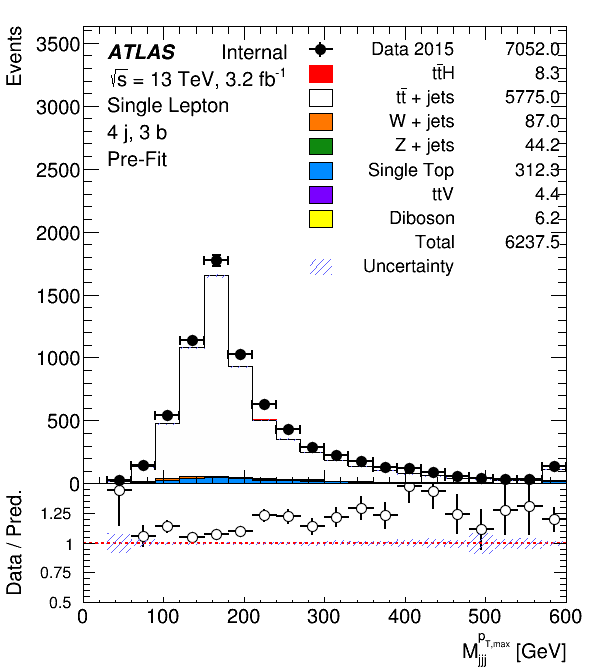 ATLAS Internal
√s = 13 TeV, 3.2 fb⁻¹
Single Lepton
4 j, 3 b
Pre-Fit
Data 2015 7052.0
tt̄H 8.3
tt̄ + jets 5775.0
W + jets 87.0
Z + jets 44.2
Single Top 312.3
ttV 4.4
Diboson 6.2
Total 6237.5
Uncertainty
Events
3500
3000
2500
2000
1500
1000
500
0
Data / Pred.
1.25
1
0.75
0.5
0 100 200 300 400 500 600
M_jjj^p_T,max [GeV]